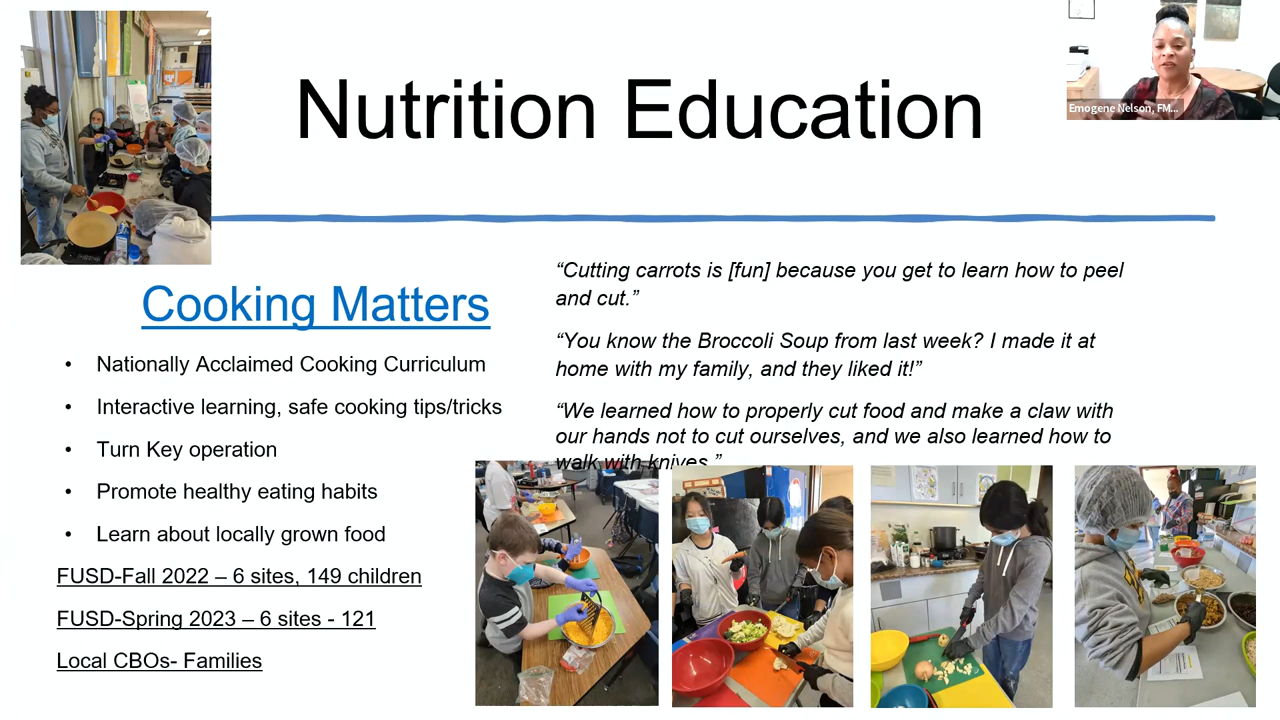 Nutrition Education
Emogene Nelson, FM...
Cooking Matters
• Nationally Acclaimed Cooking Curriculum
• Interactive learning, safe cooking tips/tricks
• Turn Key operation
• Promote healthy eating habits
• Learn about locally grown food
FUSD-Fall 2022 – 6 sites, 149 children
FUSD-Spring 2023 – 6 sites - 121
Local CBOs- Families
“Cutting carrots is [fun] because you get to learn how to peel
and cut.”
“You know the Broccoli Soup from last week? I made it at
home with my family, and they liked it!”
“We learned how to properly cut food and make a claw with
our hands not to cut ourselves, and we also learned how to
walk with knives.”